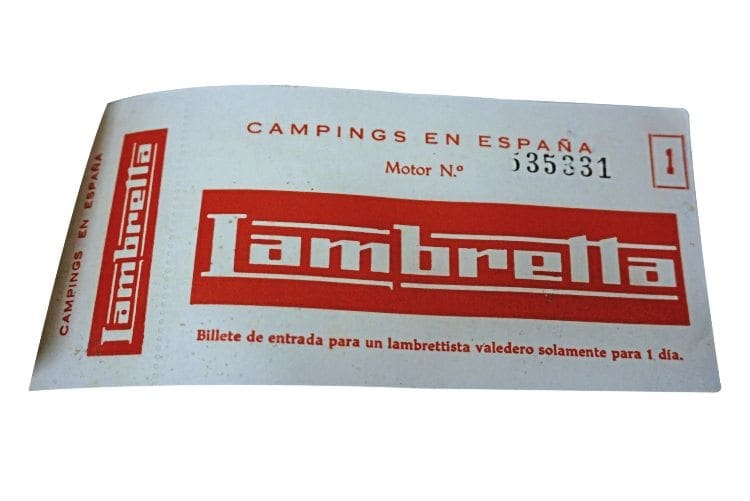 CAMPINGS EN ESPAÑA
Lambretta
CAMPINGS EN ESPAÑA
Motor N.º 535331
1
Lambretta
Billete de entrada para un lambrettista valedero solamente para 1 día.